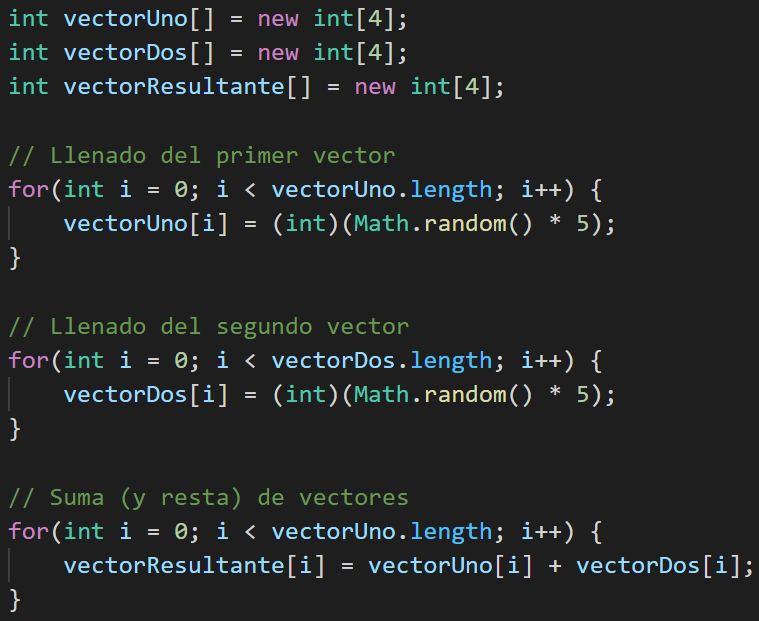 int vectorUno[] = new int[4];
int vectorDos[] = new int[4];
int vectorResultante[] = new int[4];

// Llenado del primer vector
for(int i = 0; i < vectorUno.length; i++) {
    vectorUno[i] = (int)(Math.random() * 5);
}

// Llenado del segundo vector
for(int i = 0; i < vectorDos.length; i++) {
    vectorDos[i] = (int)(Math.random() * 5);
}

// Suma (y resta) de vectores
for(int i = 0; i < vectorUno.length; i++) {
    vectorResultante[i] = vectorUno[i] + vectorDos[i];
}